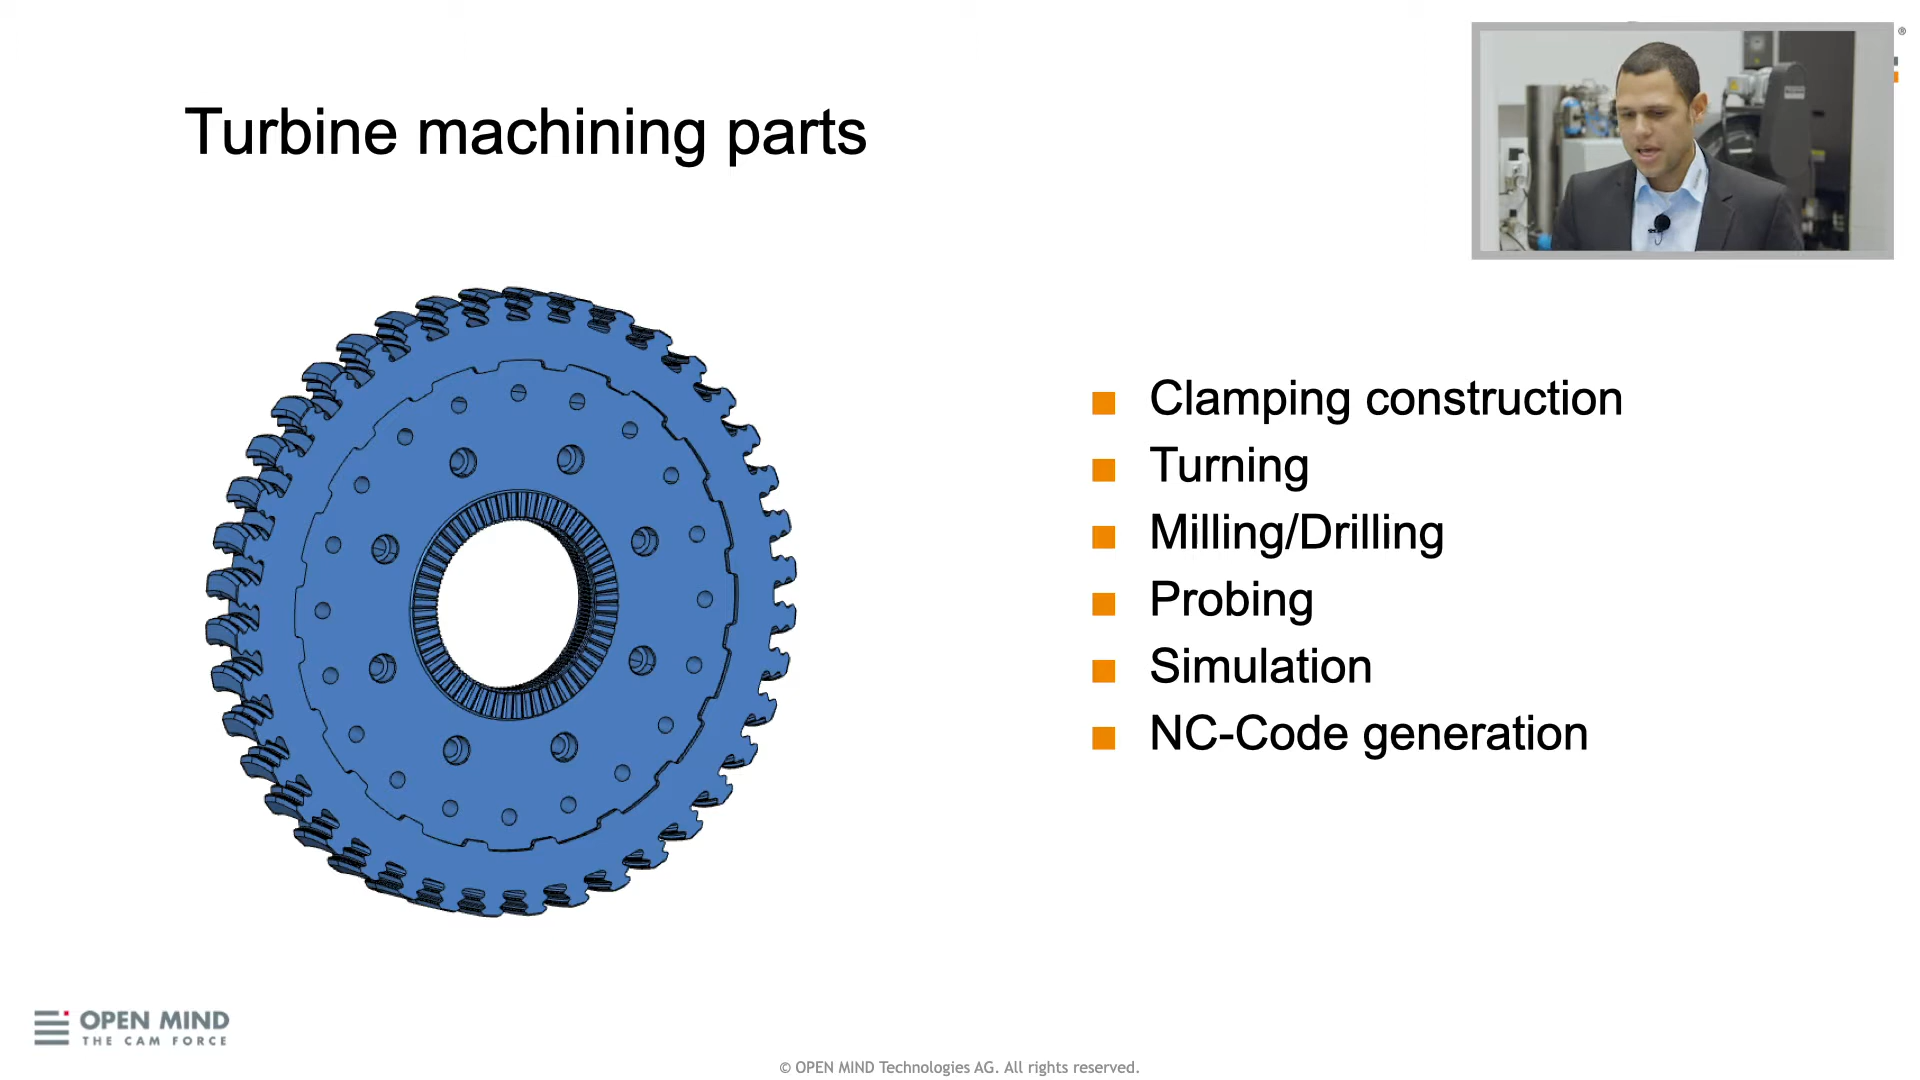 ®
Turbine machining parts
Clamping construction
Turning
Milling/Drilling
Probing
Simulation
NC-Code generation
OPEN MIND
THE CAM FORCE
© OPEN MIND Technologies AG. All rights reserved.